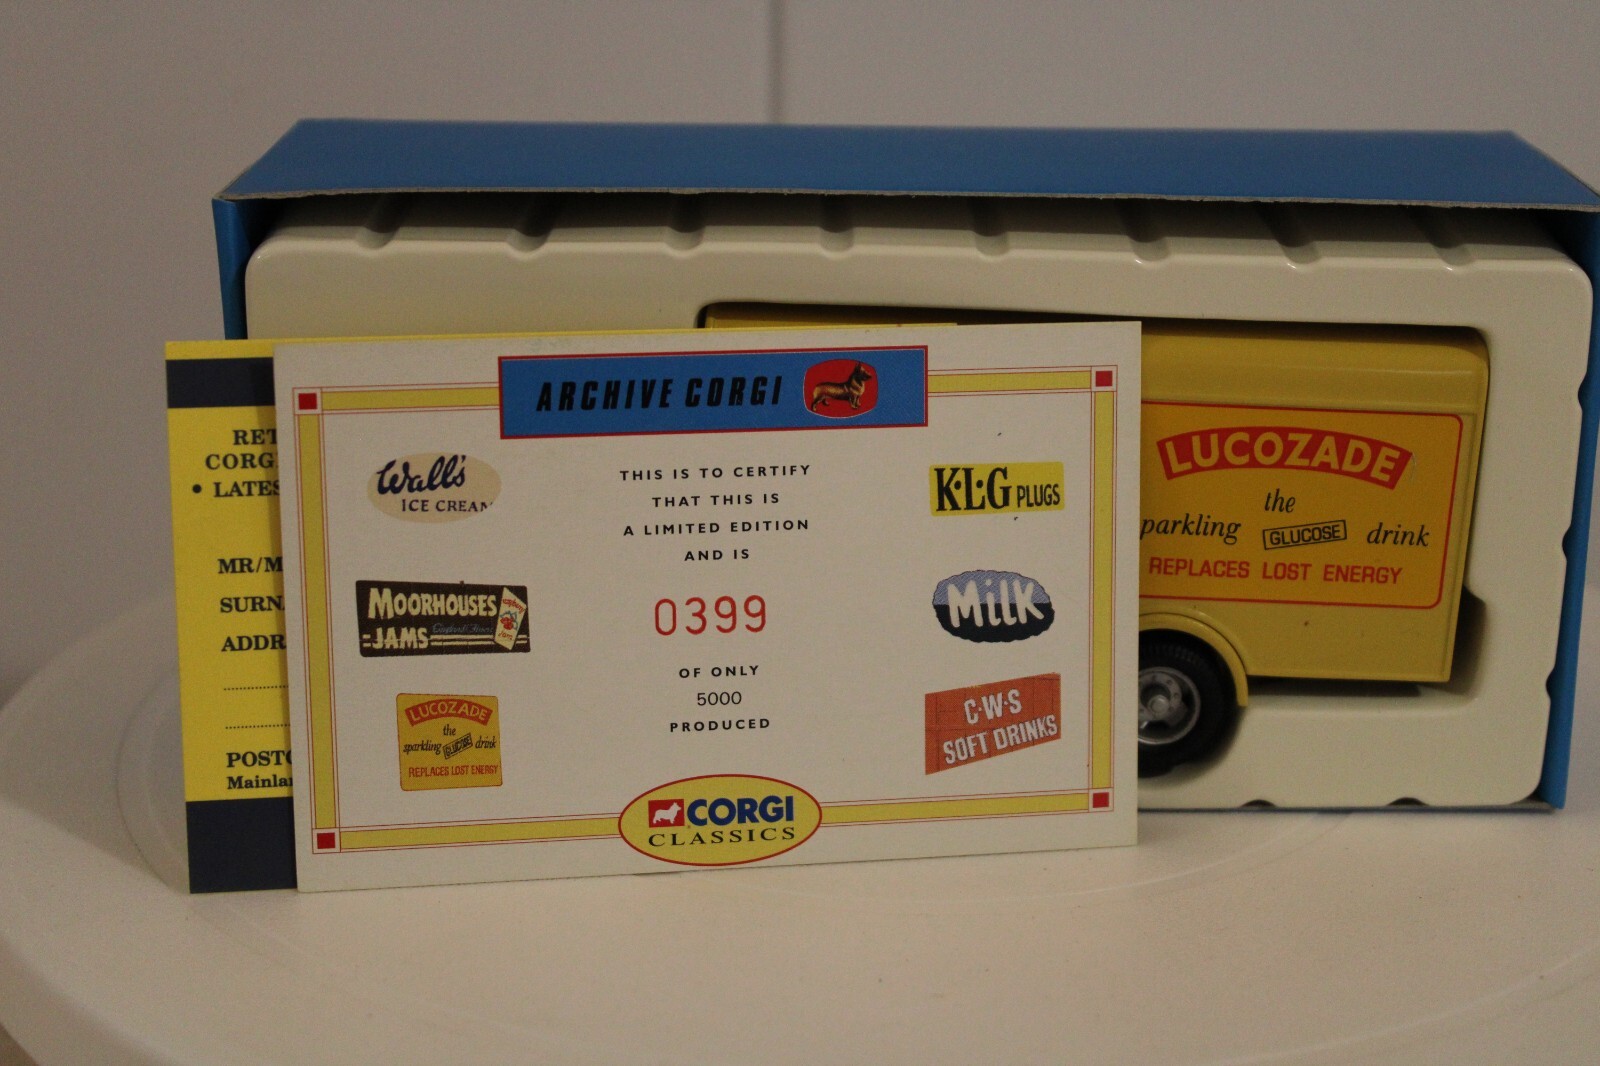 ARCHIVE CORGI
Wall's
ICE CREAM
THIS IS TO CERTIFY
THAT THIS IS
A LIMITED EDITION
AND IS
0399
OF ONLY
5000
PRODUCED
K·L·G PLUGS
MOORHOUSES
JAMS
MiLK
LUCOZADE
the
sparkling GLUCOSE drink
REPLACES LOST ENERGY
C·W·S
SOFT DRINKS
CORGI
CLASSICS
RET
CORG
• LATES
MR/M
SURN
ADDR
POSTC
Mainla
LUCOZADE
the
parkling GLUCOSE drink
REPLACES LOST ENERGY